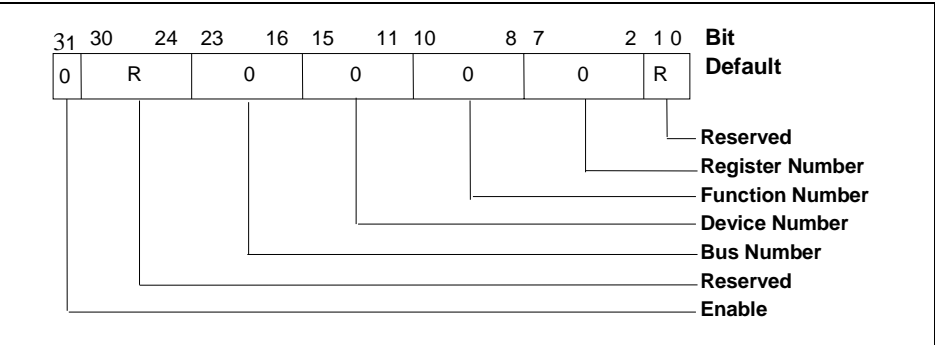 31 30 24 23 16 15 11 10 8 7 2 1 0 Bit
0 R 0 0 0 0 R Default
Reserved
Register Number
Function Number
Device Number
Bus Number
Reserved
Enable